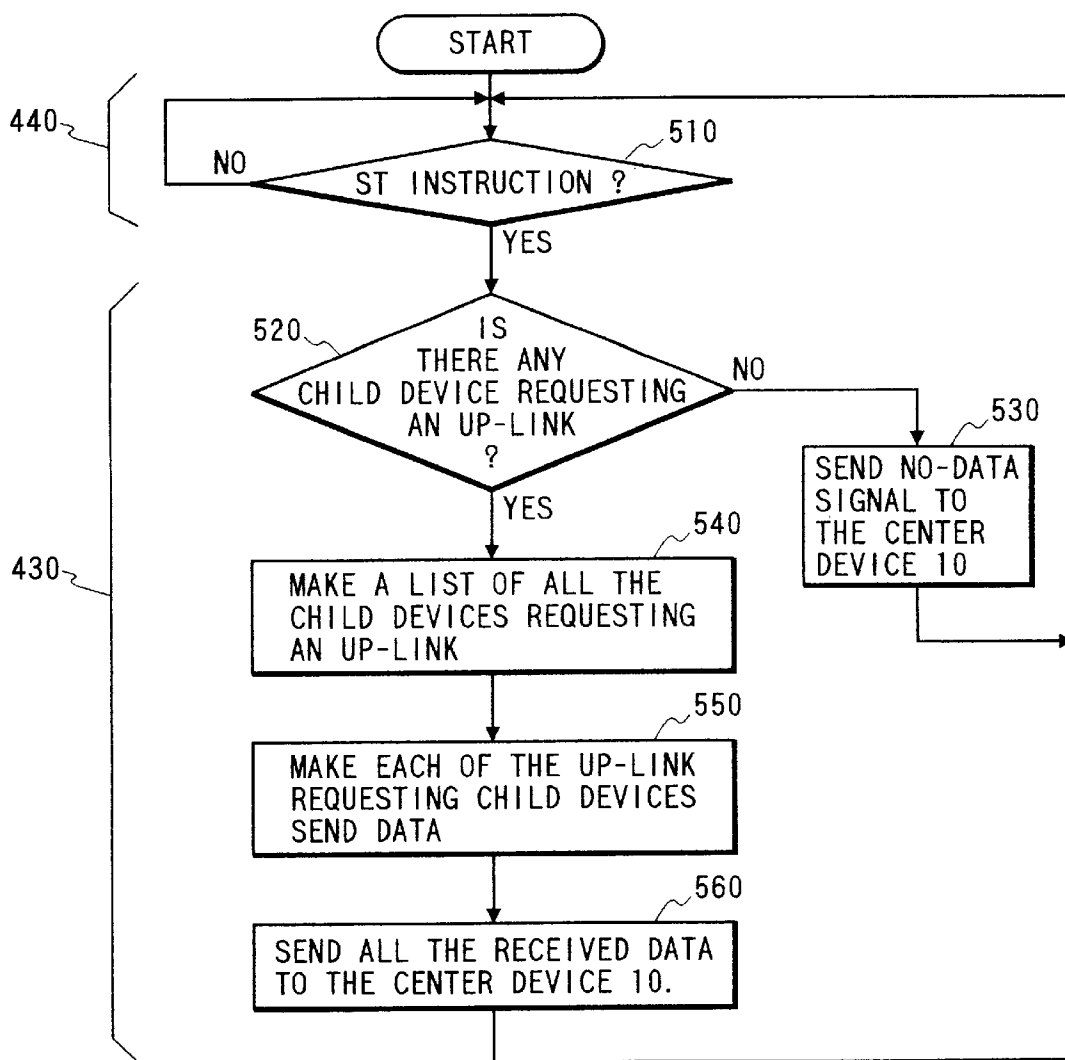 START
440
510
NO
ST INSTRUCTION ?
YES
520
IS
THERE ANY
CHILD DEVICE REQUESTING
AN UP-LINK
?
NO
530
SEND NO-DATA
SIGNAL TO
THE CENTER
DEVICE 10
YES
540
430
MAKE A LIST OF ALL THE
CHILD DEVICES REQUESTING
AN UP-LINK
550
MAKE EACH OF THE UP-LINK
REQUESTING CHILD DEVICES
SEND DATA
560
SEND ALL THE RECEIVED DATA
TO THE CENTER DEVICE 10.